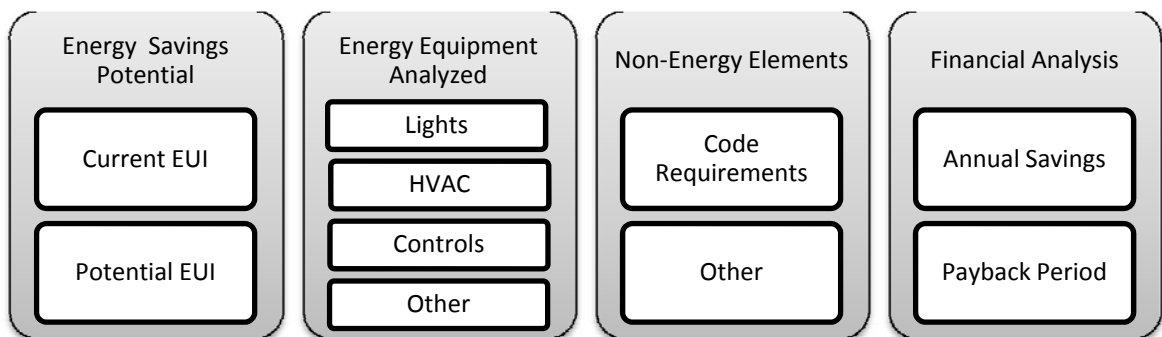 Energy Savings
Potential
Current EUI
Potential EUI
Energy Equipment
Analyzed
Lights
HVAC
Controls
Other
Non-Energy Elements
Code
Requirements
Other
Financial Analysis
Annual Savings
Payback Period